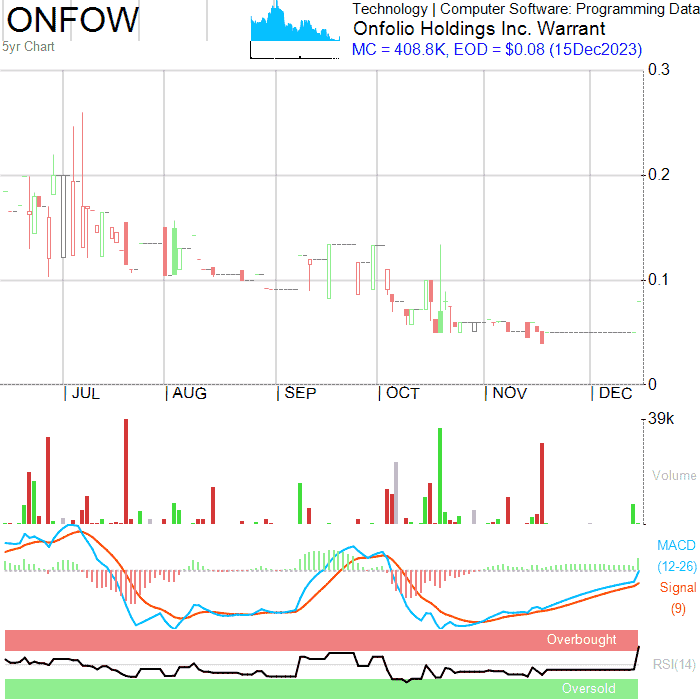 ONFOW
5yr Chart
Technology | Computer Software: Programming Data
Onfolio Holdings Inc. Warrant
MC = 408.8K, EOD = $0.08 (15Dec2023)
0.3
0.2
0.1
0
| JUL | AUG | SEP | OCT | NOV | DEC
39k
Volume
MACD
(12-26)
Signal
(9)
Overbought
RSI(14)
Oversold